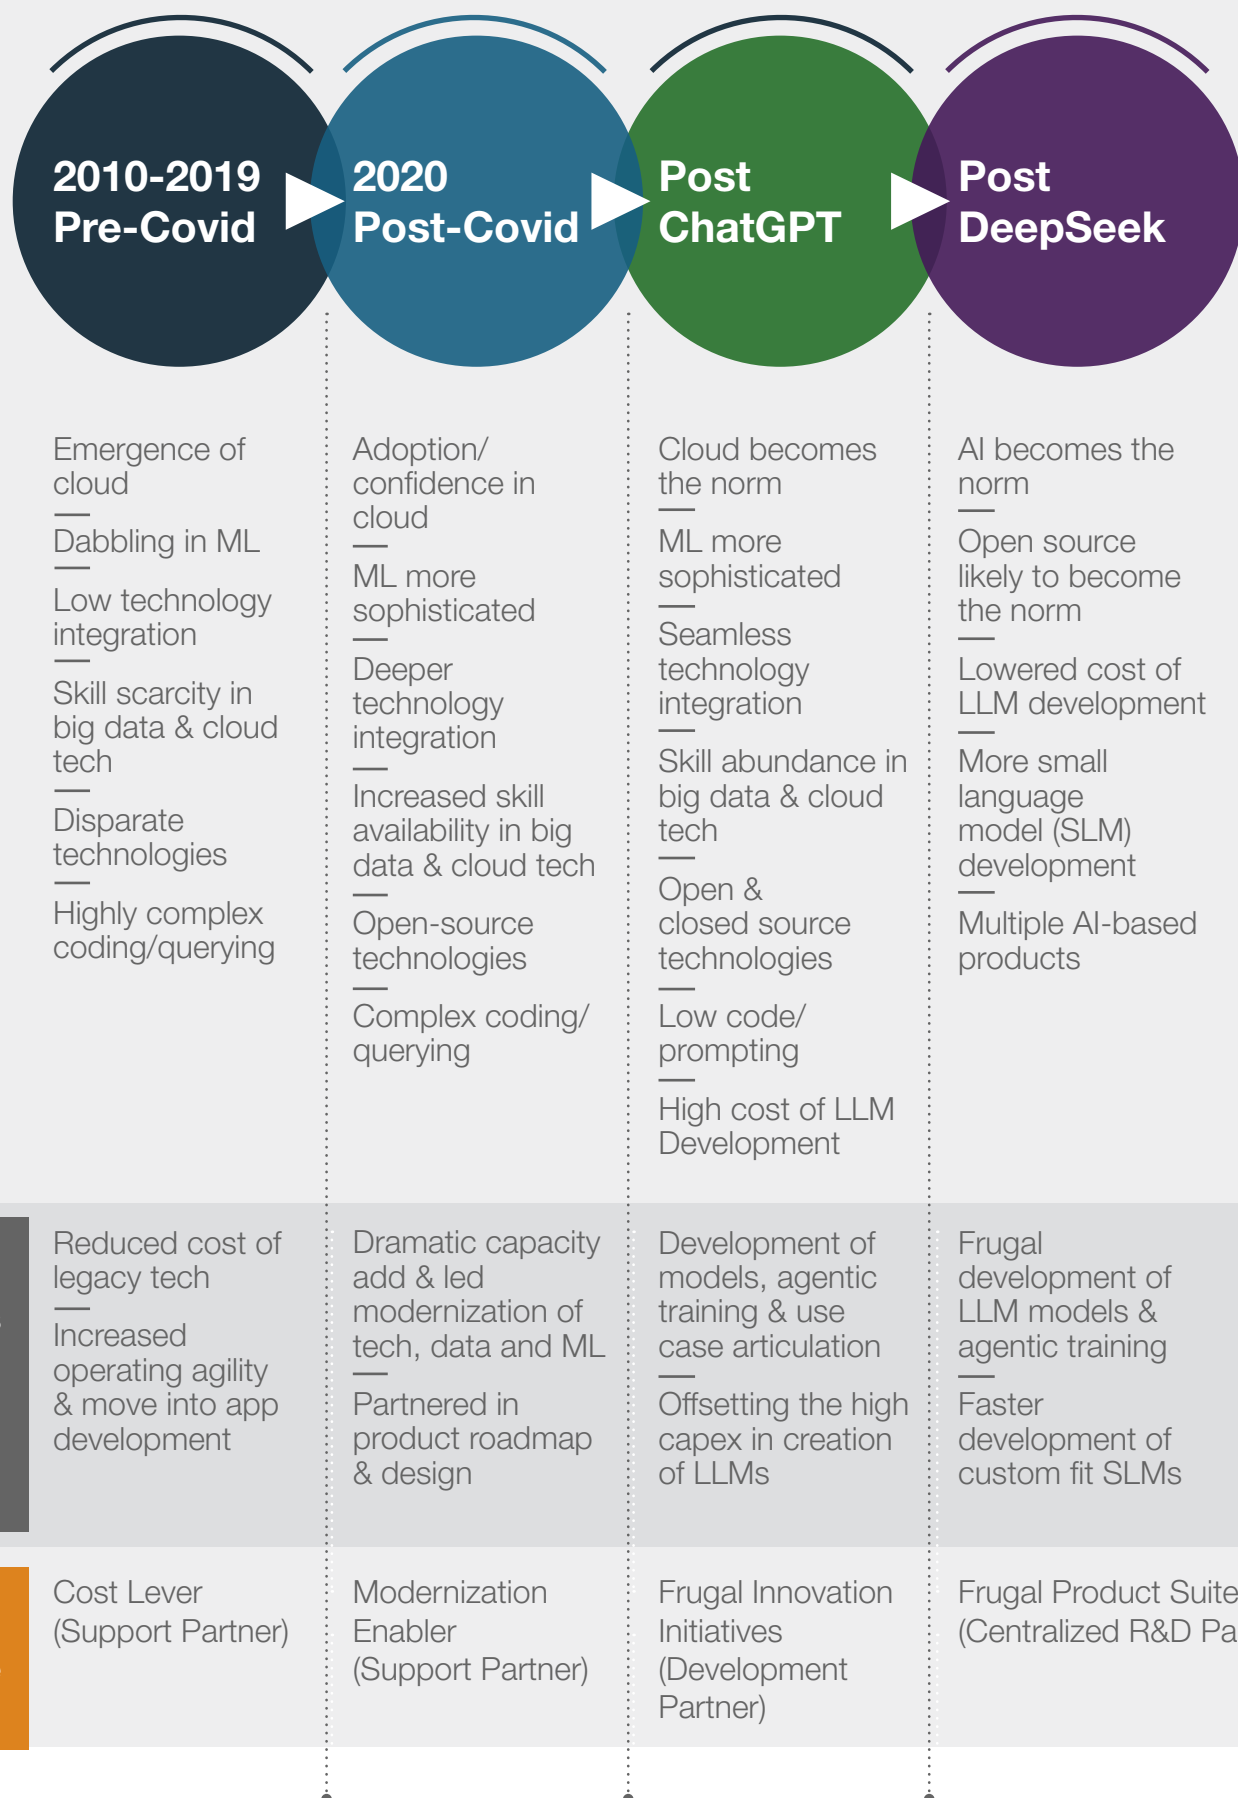 2010-2019
Pre-Covid
2020
Post-Covid
Post
ChatGPT
Post
DeepSeek
Emergence of
cloud
Dabbling in ML
Low technology
integration
Skill scarcity in
big data & cloud
tech
Disparate
technologies
Highly complex
coding/querying
Adoption/
confidence in
cloud
ML more
sophisticated
Deeper
technology
integration
Increased skill
availability in big
data & cloud tech
Open-source
technologies
Complex coding/
querying
Cloud becomes
the norm
ML more
sophisticated
Seamless
technology
integration
Skill abundance in
big data & cloud
tech
Open &
closed source
technologies
Low code/
prompting
High cost of LLM
Development
AI becomes the
norm
Open source
likely to become
the norm
Lowered cost of
LLM development
More small
language
model (SLM)
development
Multiple AI-based
products
Reduced cost of
legacy tech
Increased
operating agility
& move into app
development
Dramatic capacity
add & led
modernization of
tech, data and ML
Partnered in
product roadmap
& design
Development of
models, agentic
training & use
case articulation
Offsetting the high
capex in creation
of LLMs
Frugal
development of
LLM models &
agentic training
Faster
development of
custom fit SLMs
Cost Lever
(Support Partner)
Modernization
Enabler
(Support Partner)
Frugal Innovation
Initiatives
(Development
Partner)
Frugal Product Suite
(Centralized R&D